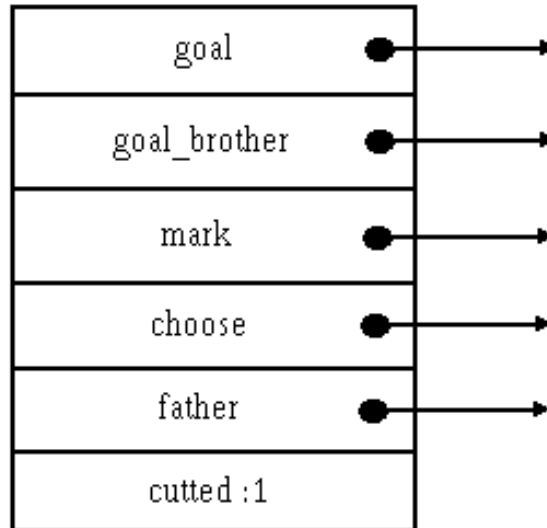 goal
goal_brother
mark
choose
father
cutted :1